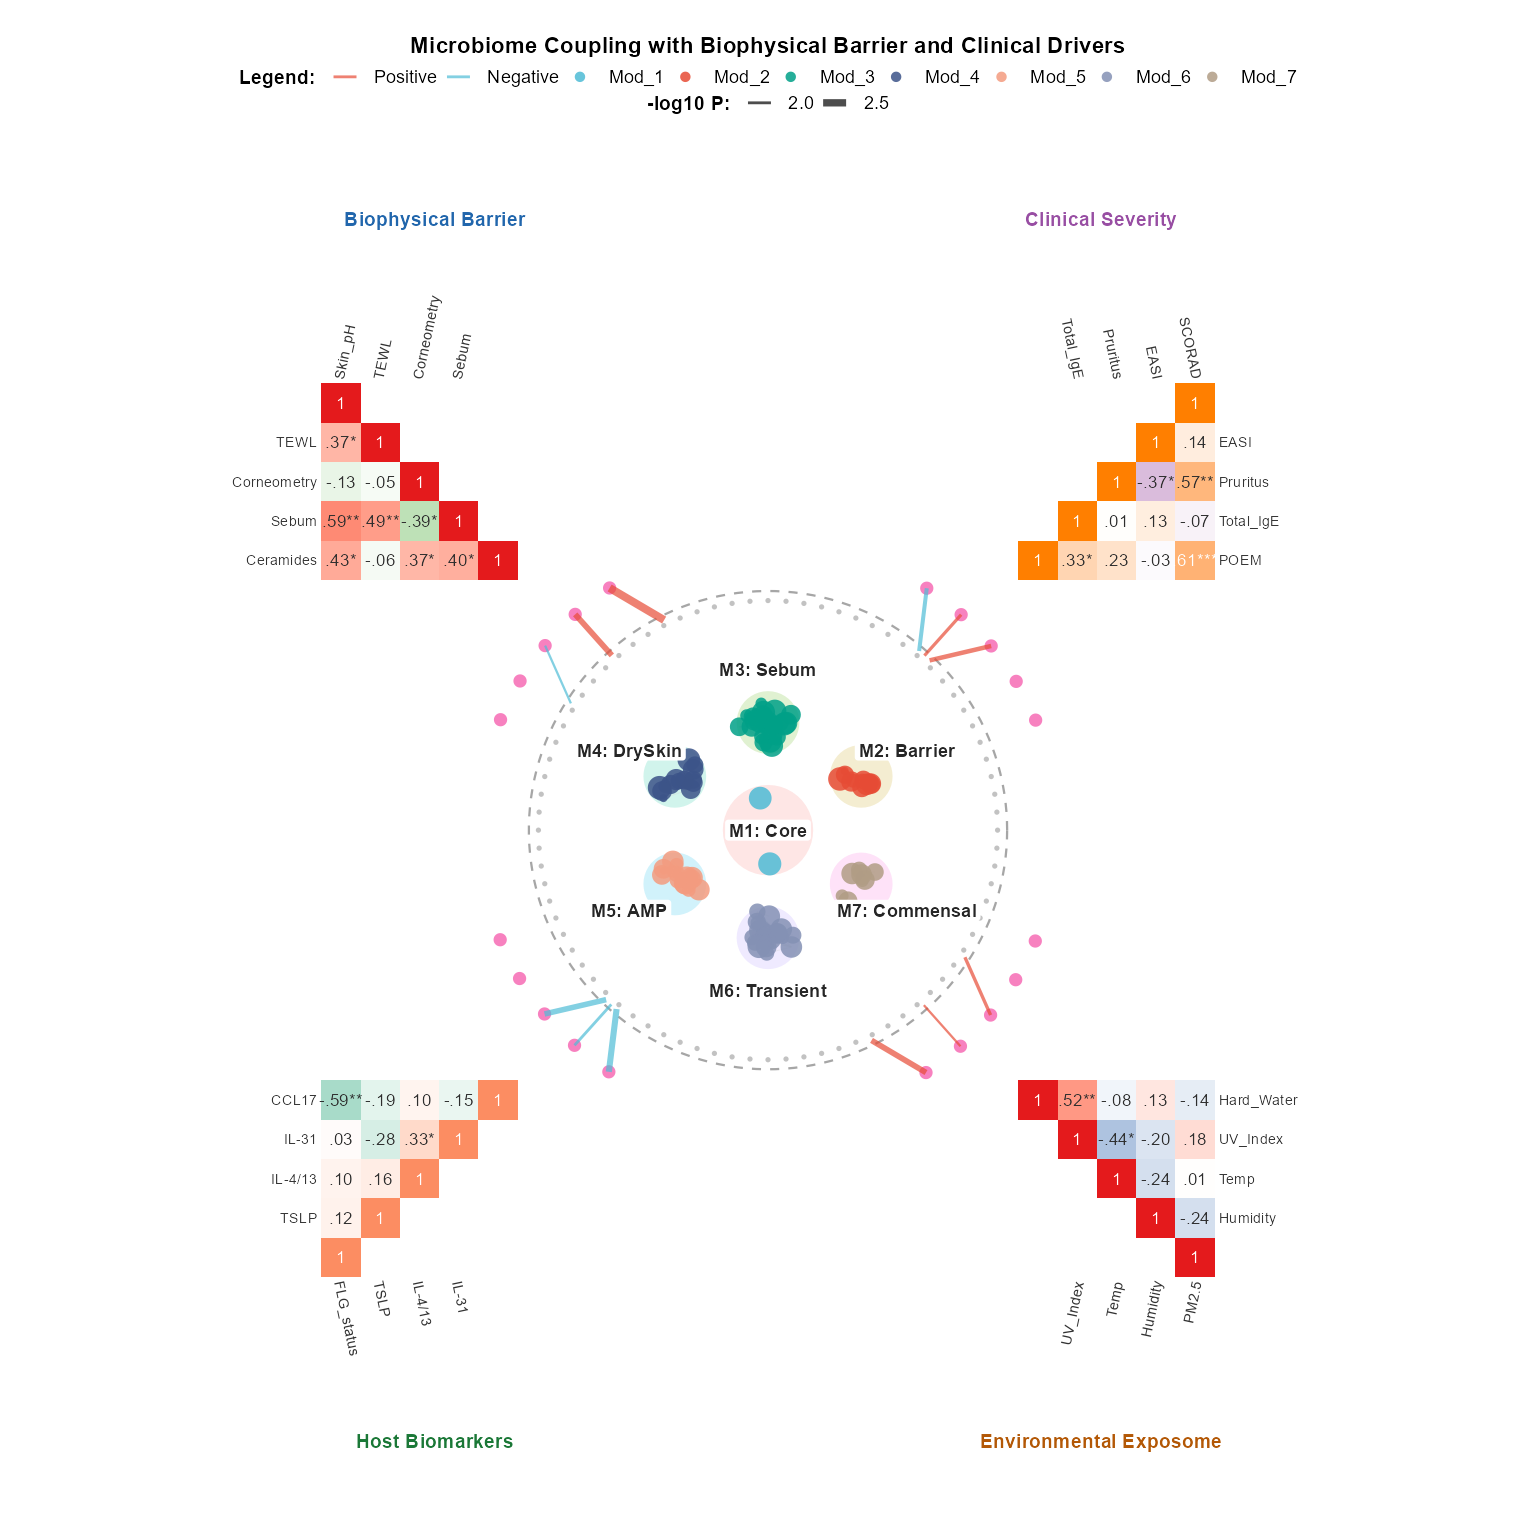 Microbiome Coupling with Biophysical Barrier and Clinical Drivers
Legend: Positive Negative Mod_1 Mod_2 Mod_3 Mod_4 Mod_5 Mod_6 Mod_7
-log10 P: 2.0 2.5
Biophysical Barrier
Skin_pH TEWL Corneometry Sebum
1
TEWL .37* 1
Corneometry -.13 -.05 1
Sebum .59** .49** -.39* 1
Ceramides .43* -.06 .37* .40* 1
Clinical Severity
Total_IgE Pruritus EASI SCORAD
1
1 .14 EASI
1 -.37* .57** Pruritus
1 .01 .13 -.07 Total_IgE
1 .33* .23 -.03 61*** POEM
M3: Sebum
M4: DrySkin
M2: Barrier
M1: Core
M5: AMP
M7: Commensal
M6: Transient
CCL17 -.59** -.19 .10 -.15 1
IL-31 .03 -.28 .33* 1
IL-4/13 .10 .16 1
TSLP .12 1
1
FLG_status TSLP IL-4/13 IL-31
Host Biomarkers
1 .52** -.08 .13 -.14 Hard_Water
1 -.44* -.20 .18 UV_Index
1 -.24 .01 Temp
1 -.24 Humidity
1
UV_Index Temp Humidity PM2.5
Environmental Exposome